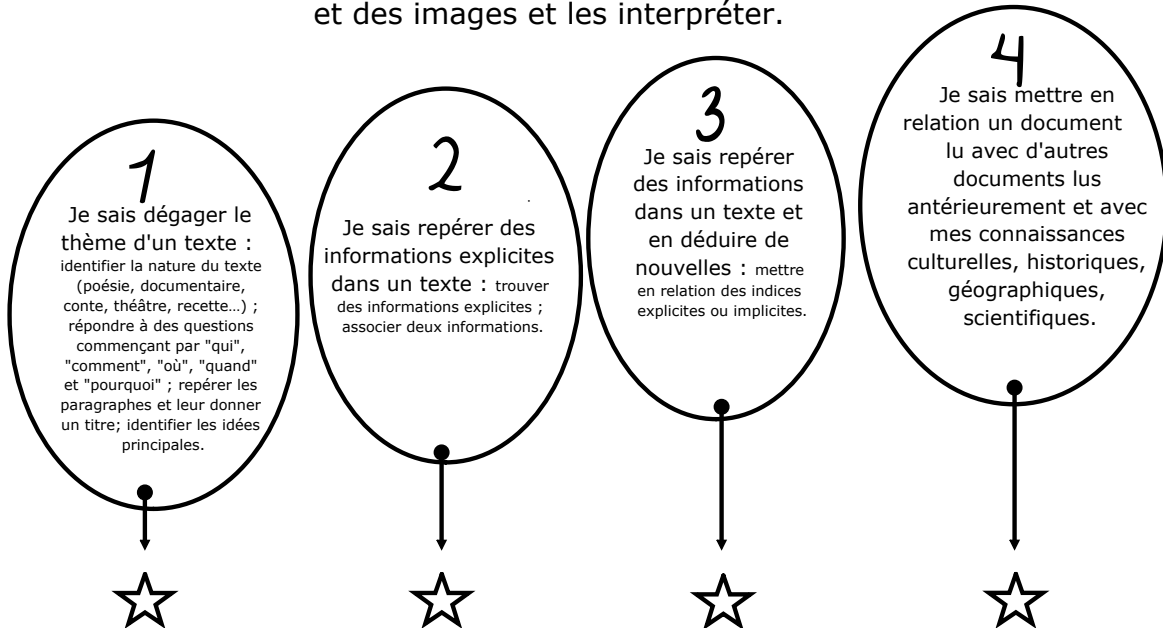 et des images et les interpréter.
1
Je sais dégager le
thème d'un texte :
identifier la nature du texte
(poésie, documentaire,
conte, théâtre, recette...) ;
répondre à des questions
commençant par "qui",
"comment", "où", "quand"
et "pourquoi" ; repérer les
paragraphes et leur donner
un titre; identifier les idées
principales.
2
Je sais repérer des
informations explicites
dans un texte : trouver
des informations explicites ;
associer deux informations.
3
Je sais repérer
des informations
dans un texte et
en déduire de
nouvelles : mettre
en relation des indices
explicites ou implicites.
4
Je sais mettre en
relation un document
lu avec d'autres
documents lus
antérieurement et avec
mes connaissances
culturelles, historiques,
géographiques,
scientifiques.